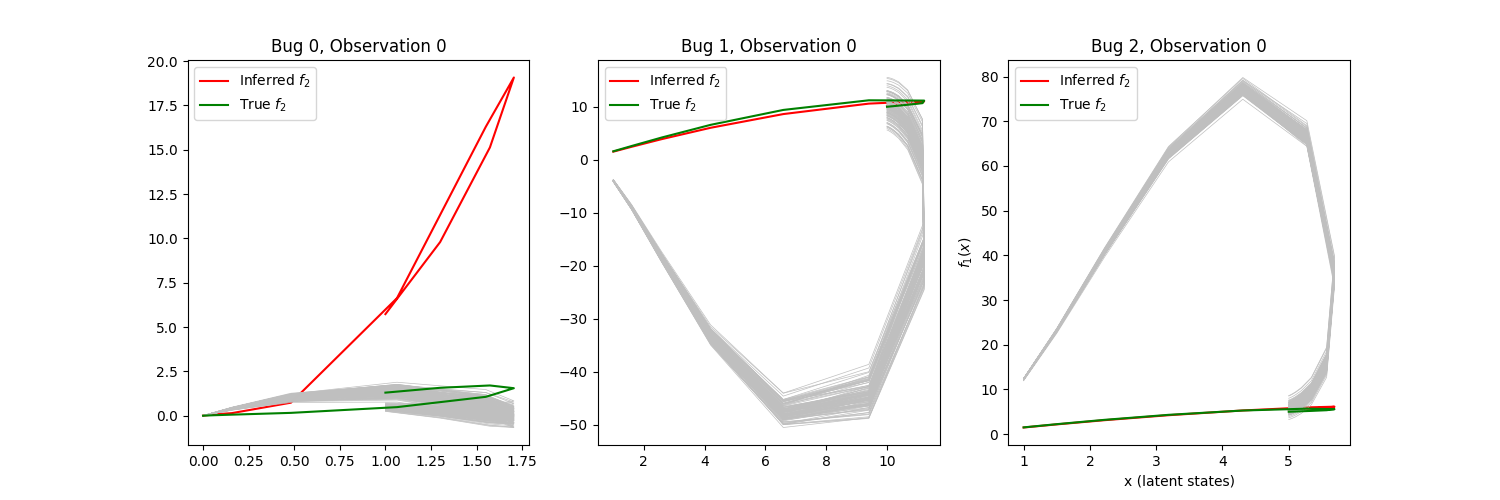 Bug 0, Observation 0
20.0
17.5
15.0
12.5
10.0
7.5
5.0
2.5
0.0
0.00 0.25 0.50 0.75 1.00 1.25 1.50 1.75
Inferred f₂
True f₂
Bug 1, Observation 0
10
0
−10
−20
−30
−40
−50
2 4 6 8 10
Inferred f₂
True f₂
Bug 2, Observation 0
f₁(x)
80
70
60
50
40
30
20
10
0
1 2 3 4 5
x (latent states)
Inferred f₂
True f₂